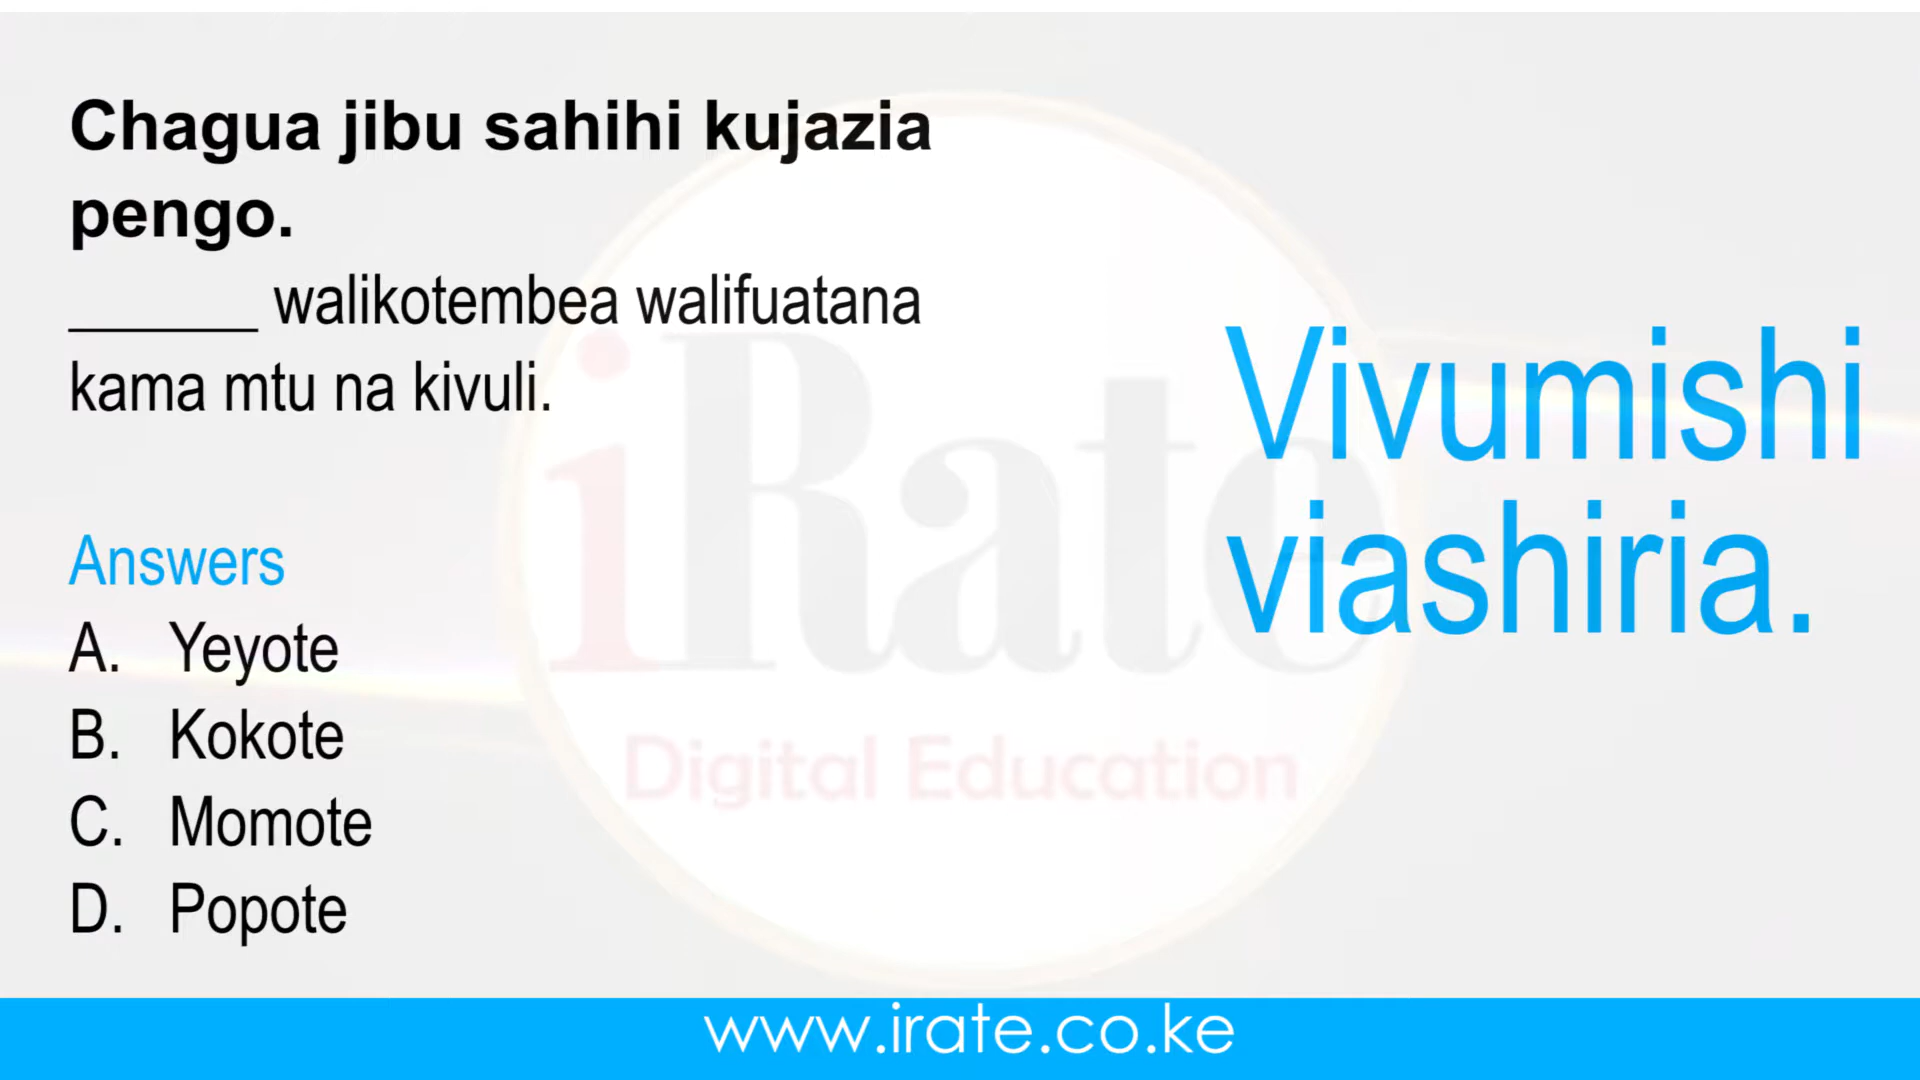 Chagua jibu sahihi kujazia
pengo.
______ walikotembea walifuatana
kama mtu na kivuli.
Answers
A. Yeyote
B. Kokote
C. Momote
D. Popote
Vivumishi
viashiria.
iRate
Digital Education
www.irate.co.ke